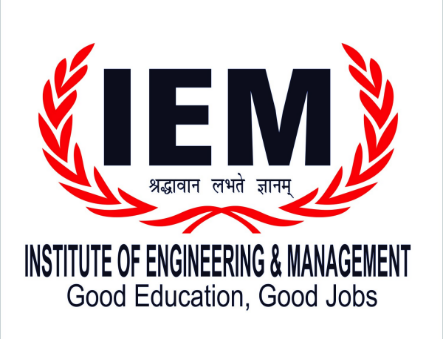 IEM
श्रद्धावान लभते ज्ञानम्
INSTITUTE OF ENGINEERING & MANAGEMENT
Good Education, Good Jobs